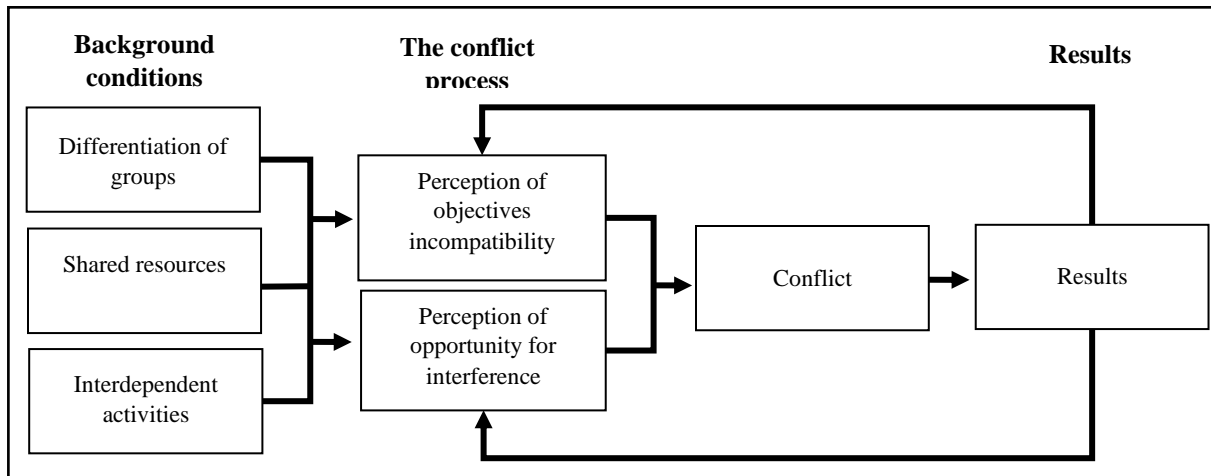 Background
conditions
The conflict
process
Results
Differentiation of
groups
Shared resources
Interdependent
activities
Perception of
objectives
incompatibility
Perception of
opportunity for
interference
Conflict
Results